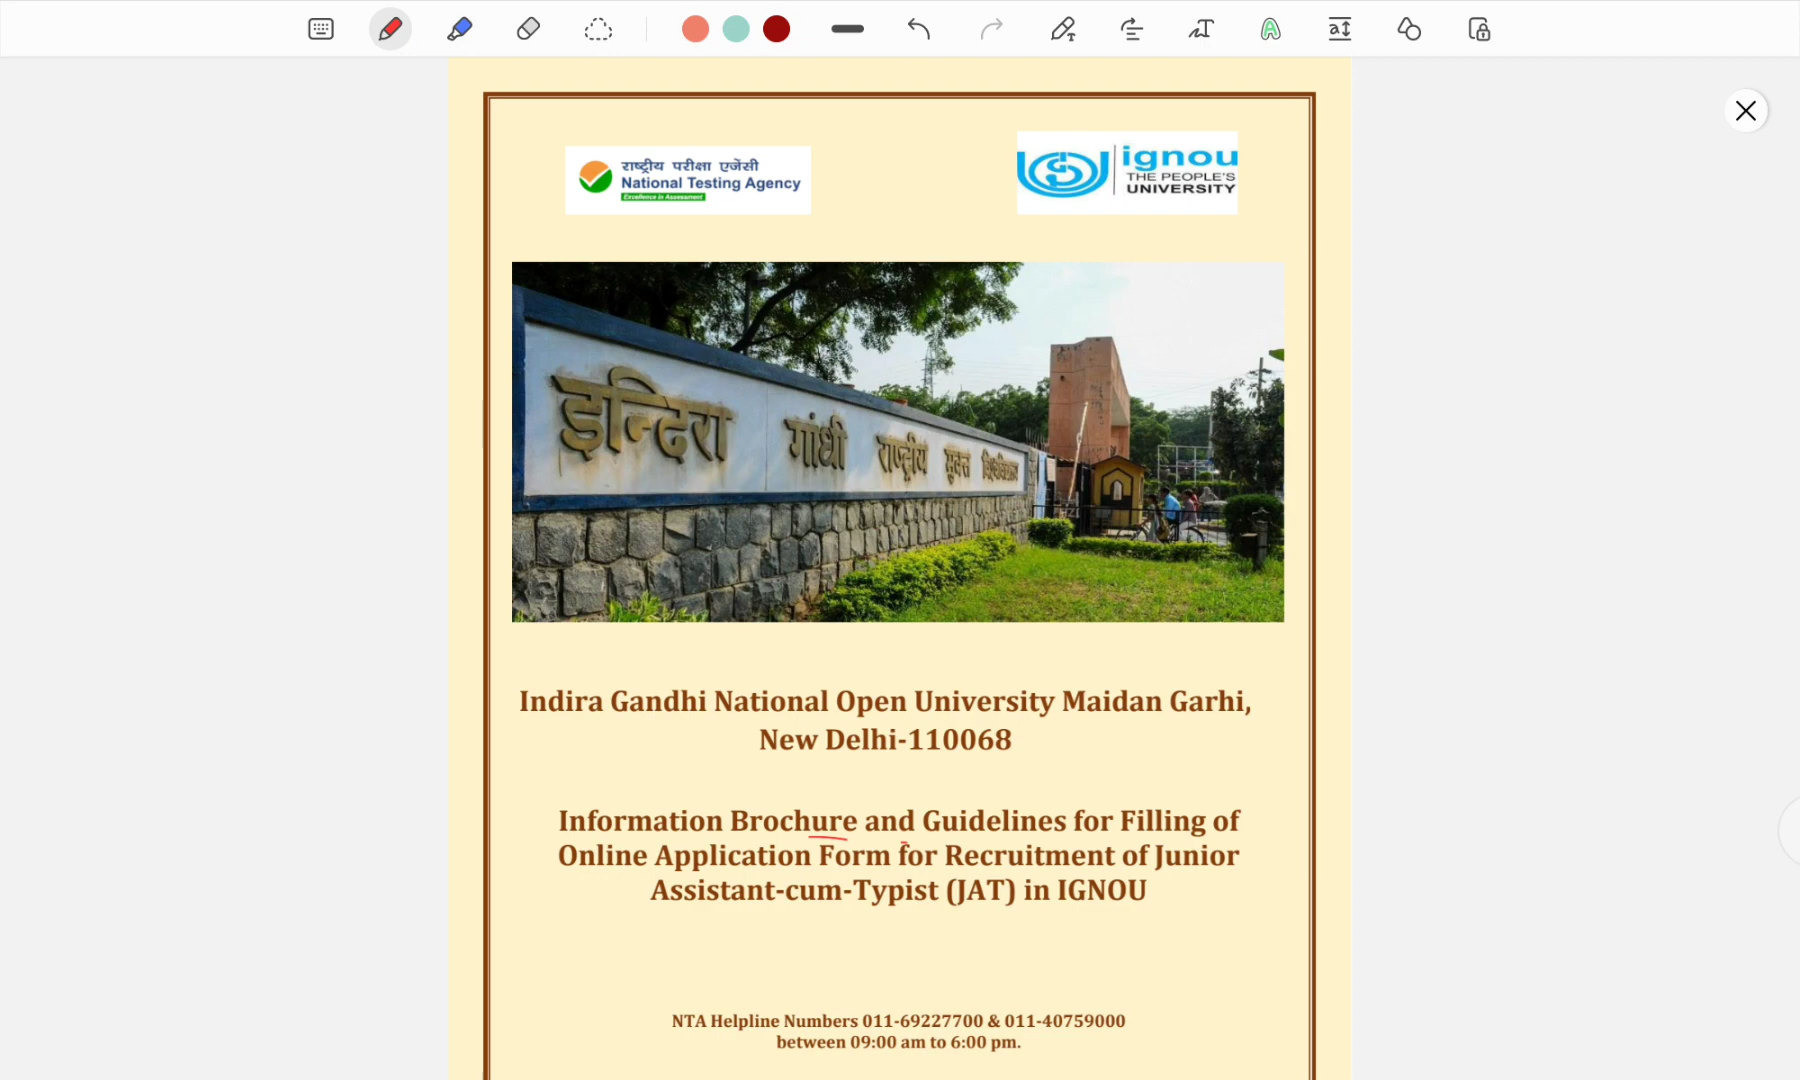 राष्ट्रीय परीक्षा एजेंसी
National Testing Agency
Excellence in Assessment
ignou
THE PEOPLE'S
UNIVERSITY
इन्दिरा गांधी राष्ट्रीय मुक्त विश्वविद्यालय
Indira Gandhi National Open University Maidan Garhi,
New Delhi-110068
Information Brochure and Guidelines for Filling of
Online Application Form for Recruitment of Junior
Assistant-cum-Typist (JAT) in IGNOU
NTA Helpline Numbers 011-69227700 & 011-40759000
between 09:00 am to 6:00 pm.